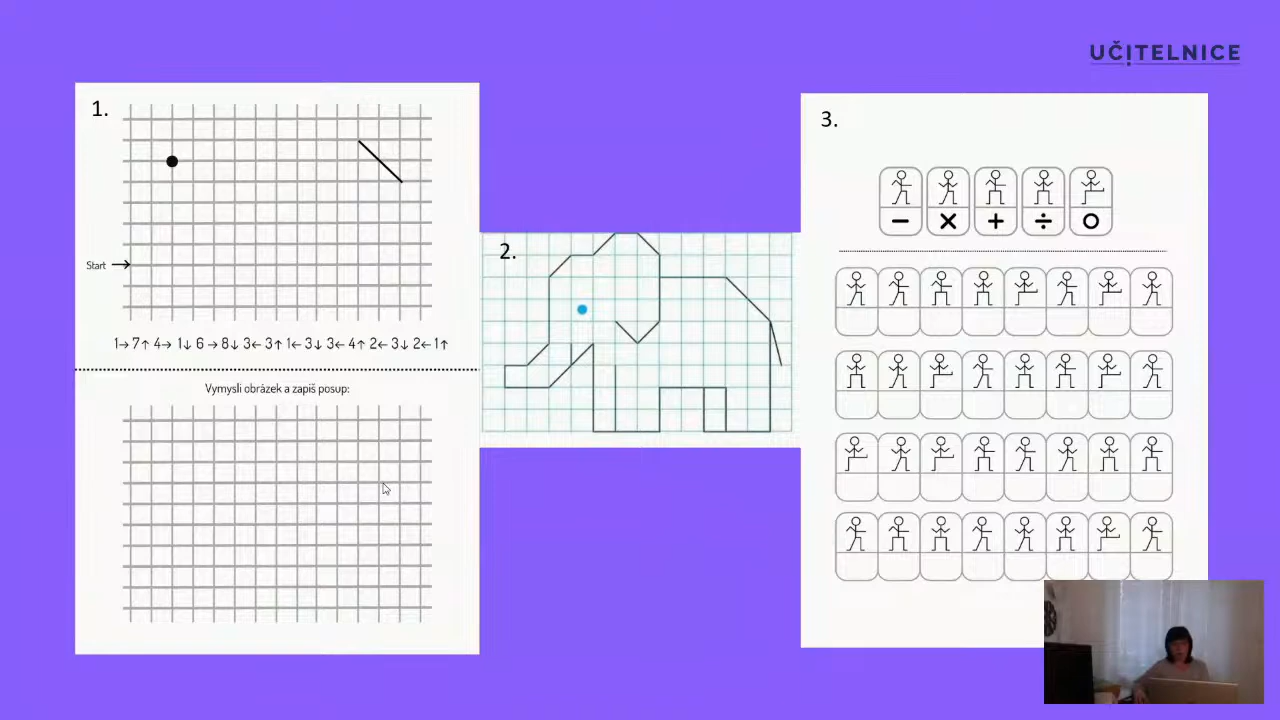 UČITELNICE
1.
Start
1→ 7↑ 4→ 1↓ 6 → 8↓ 3← 3↑ 1← 3↓ 3← 4↑ 2← 3↓ 2← 1↑
Vymysli obrázek a zapiš posup:
2.
3.
− × + ÷ O